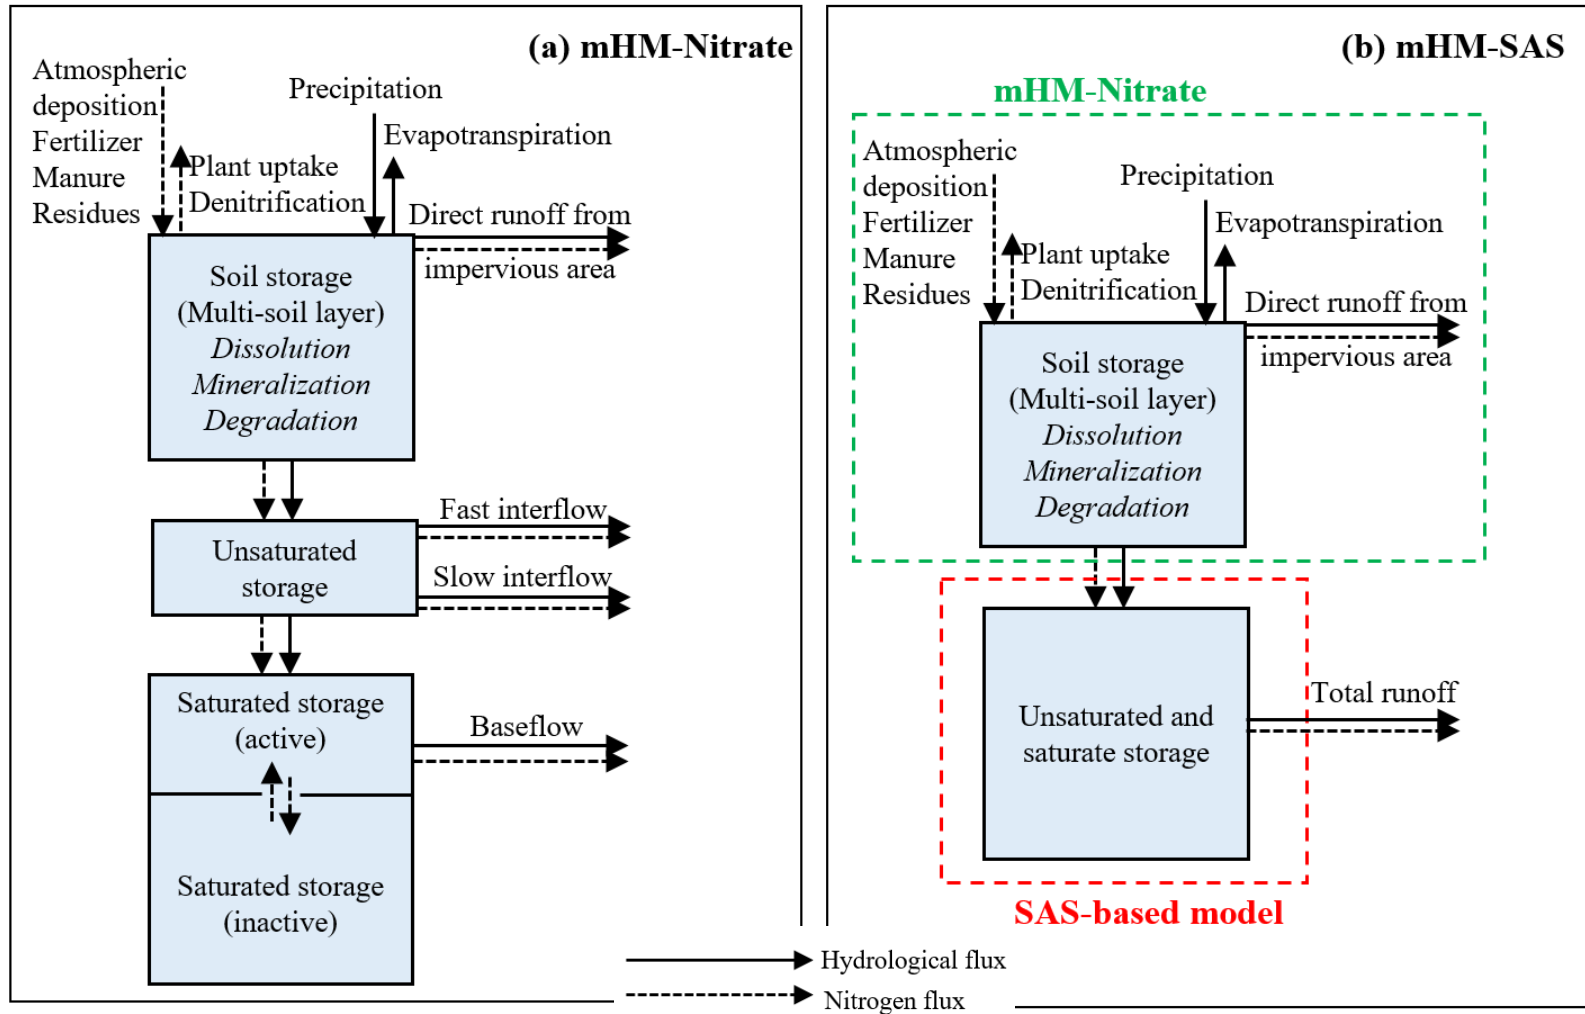 (a) mHM-Nitrate
Atmospheric
deposition
Fertilizer
Manure
Residues
Plant uptake
Denitrification
Precipitation
Evapotranspiration
Direct runoff from
impervious area
Soil storage
(Multi-soil layer)
Dissolution
Mineralization
Degradation
Fast interflow
Unsaturated
storage
Slow interflow
Saturated storage
(active)
Baseflow
Saturated storage
(inactive)
(b) mHM-SAS
mHM-Nitrate
Atmospheric
deposition
Fertilizer
Manure
Residues
Plant uptake
Denitrification
Precipitation
Evapotranspiration
Direct runoff from
impervious area
Soil storage
(Multi-soil layer)
Dissolution
Mineralization
Degradation
Unsaturated and
saturate storage
Total runoff
SAS-based model
Hydrological flux
Nitrogen flux